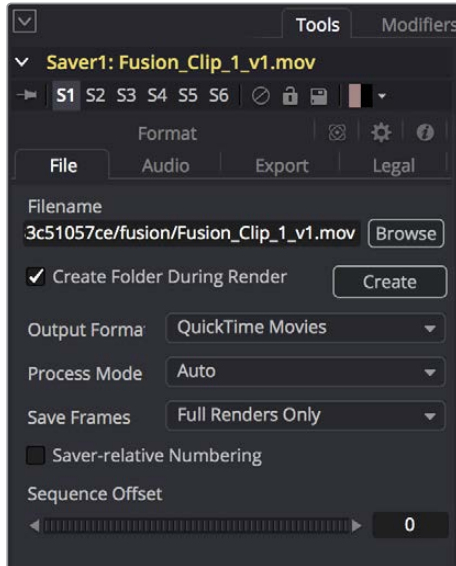 Tools Modifiers
Saver1: Fusion_Clip_1_v1.mov
S1 S2 S3 S4 S5 S6
Format
File Audio Export Legal
Filename
3c51057ce/fusion/Fusion_Clip_1_v1.mov Browse
Create Folder During Render Create
Output Forma QuickTime Movies
Process Mode Auto
Save Frames Full Renders Only
Saver-relative Numbering
Sequence Offset
0